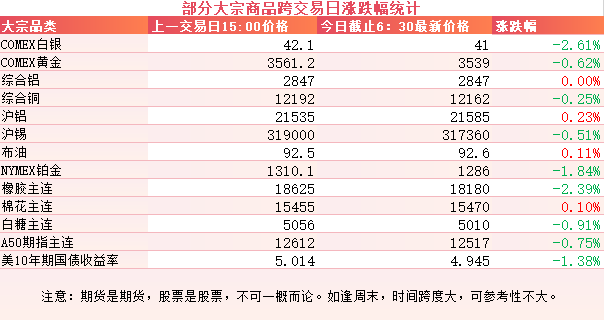 部分大宗商品跨交易日涨跌幅统计
大宗品类 上一交易日15:00价格 今日截止6：30最新价格 涨跌幅
COMEX白银 42.1 41 -2.61%
COMEX黄金 3561.2 3539 -0.62%
综合铝 2847 2847 0.00%
综合铜 12192 12162 -0.25%
沪铝 21535 21585 0.23%
沪锡 319000 317360 -0.51%
布油 92.5 92.6 0.11%
NYMEX铂金 1310.1 1286 -1.84%
橡胶主连 18625 18180 -2.39%
棉花主连 15455 15470 0.10%
白糖主连 5056 5010 -0.91%
A50期指主连 12612 12517 -0.75%
美10年期国债收益率 5.014 4.945 -1.38%
注意：期货是期货，股票是股票，不可一概而论。如逢周末，时间跨度大，可参考性不大。